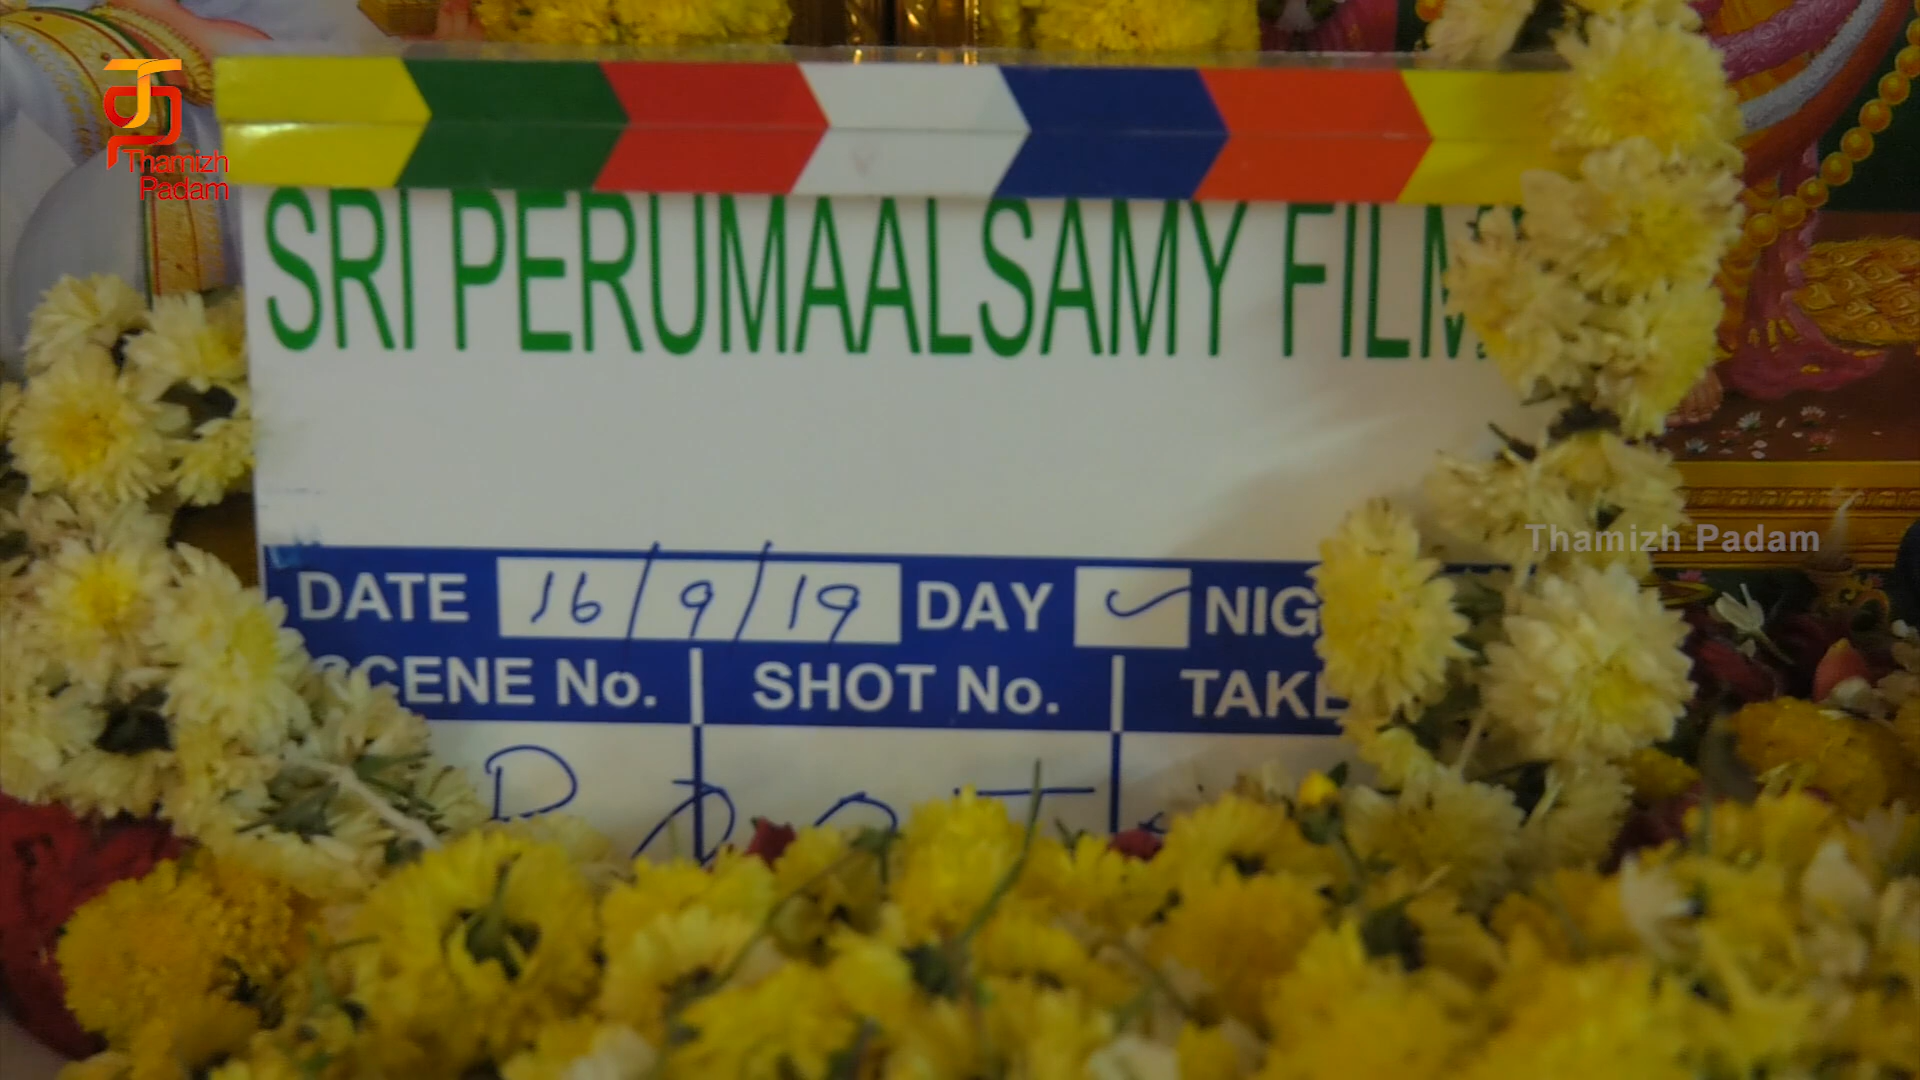 Thamizh
Padam
SRI PERUMAALSAMY FILM
Thamizh Padam
DATE 16/9/19 DAY ✓ NIG
SCENE No. SHOT No. TAKE